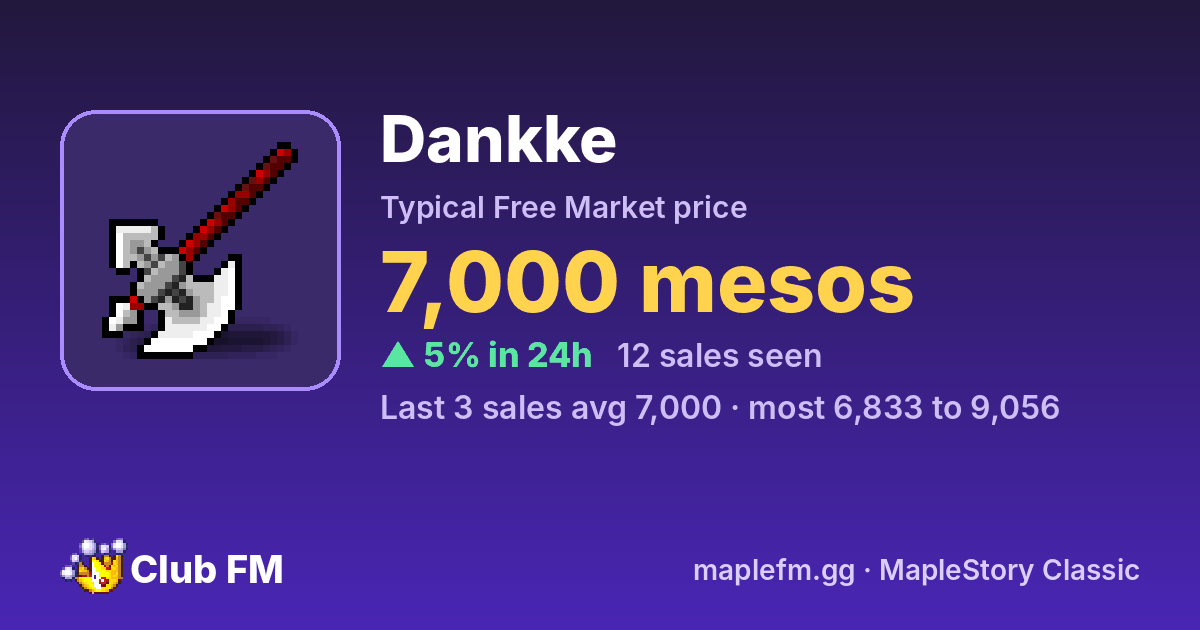 Dankke
Typical Free Market price
7,000 mesos
▲ 5% in 24h 12 sales seen
Last 3 sales avg 7,000 · most 6,833 to 9,056
Club FM
maplefm.gg · MapleStory Classic